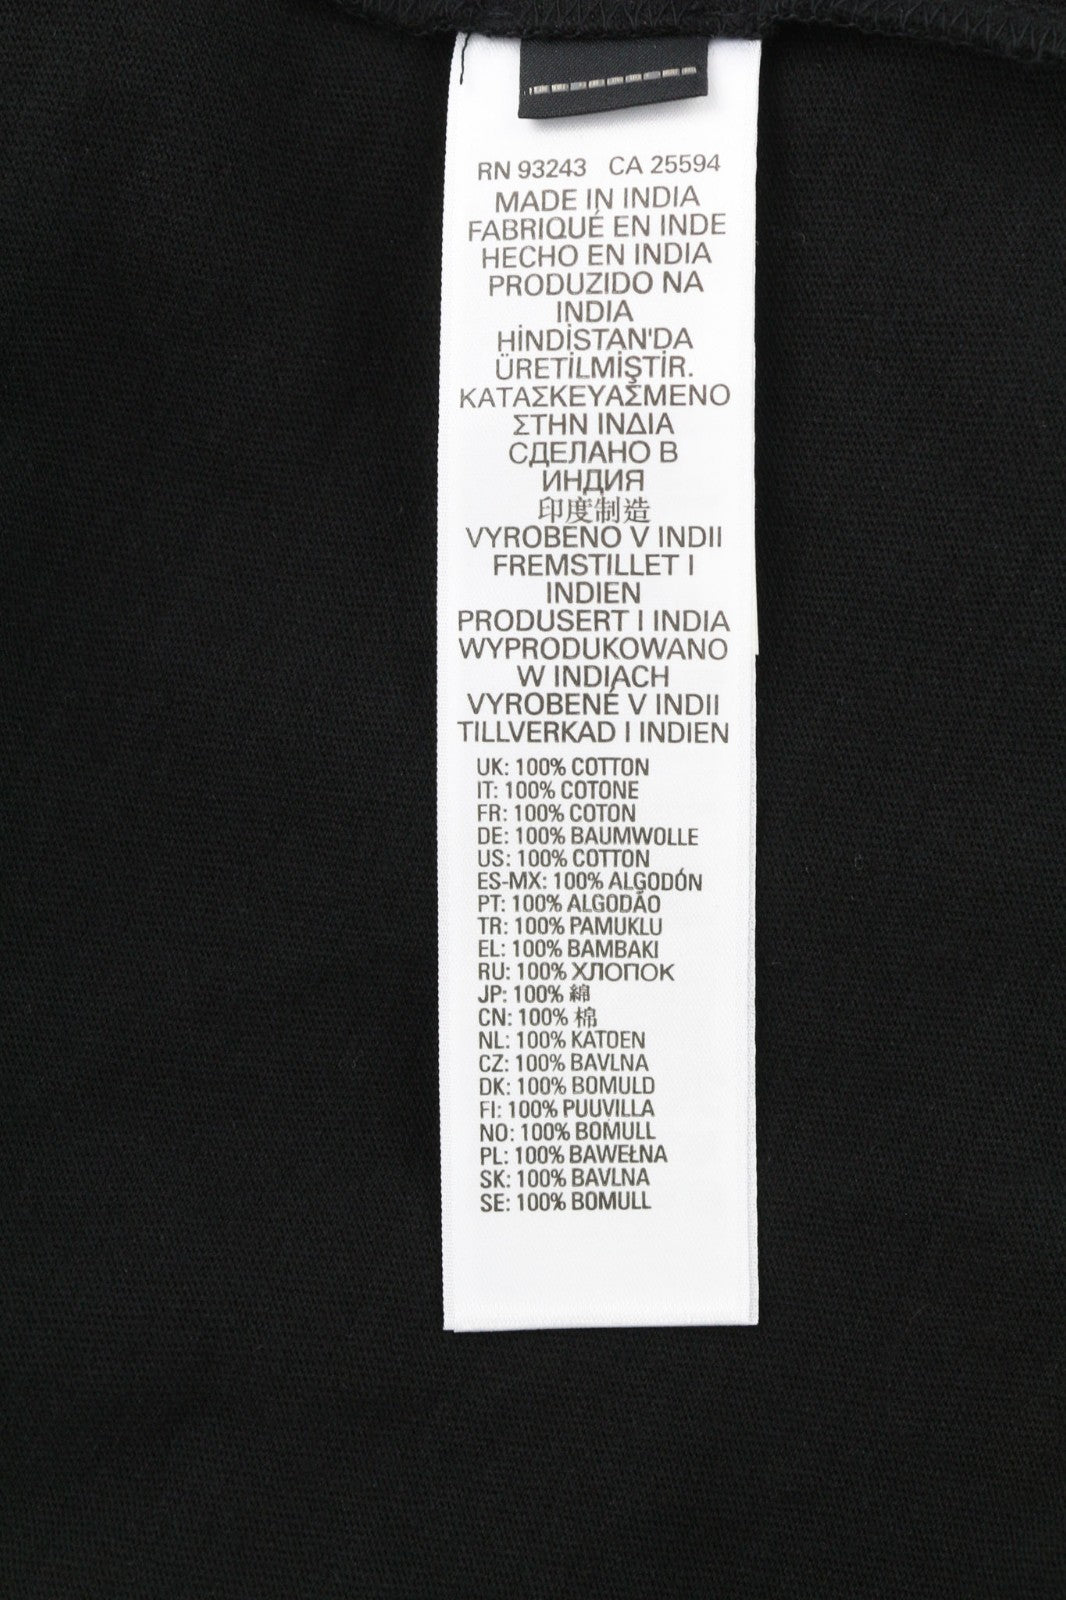 RN 93243 CA 25594
MADE IN INDIA
FABRIQUÉ EN INDE
HECHO EN INDIA
PRODUZIDO NA
INDIA
HİNDİSTAN'DA
ÜRETİLMİŞTİR.
ΚΑΤΑΣΚΕΥΑΣΜΕΝΟ
ΣΤΗΝ ΙΝΔΙΑ
СДЕЛАНО В
ИНДИЯ
印度制造
VYROBENO V INDII
FREMSTILLET I
INDIEN
PRODUSERT I INDIA
WYPRODUKOWANO
W INDIACH
VYROBENÉ V INDII
TILLVERKAD I INDIEN
UK: 100% COTTON
IT: 100% COTONE
FR: 100% COTON
DE: 100% BAUMWOLLE
US: 100% COTTON
ES-MX: 100% ALGODÓN
PT: 100% ALGODÃO
TR: 100% PAMUKLU
EL: 100% ΒΑΜΒΑΚΙ
RU: 100% ХЛОПОК
JP: 100% 綿
CN: 100% 棉
NL: 100% KATOEN
CZ: 100% BAVLNA
DK: 100% BOMULD
FI: 100% PUUVILLA
NO: 100% BOMULL
PL: 100% BAWEŁNA
SK: 100% BAVLNA
SE: 100% BOMULL